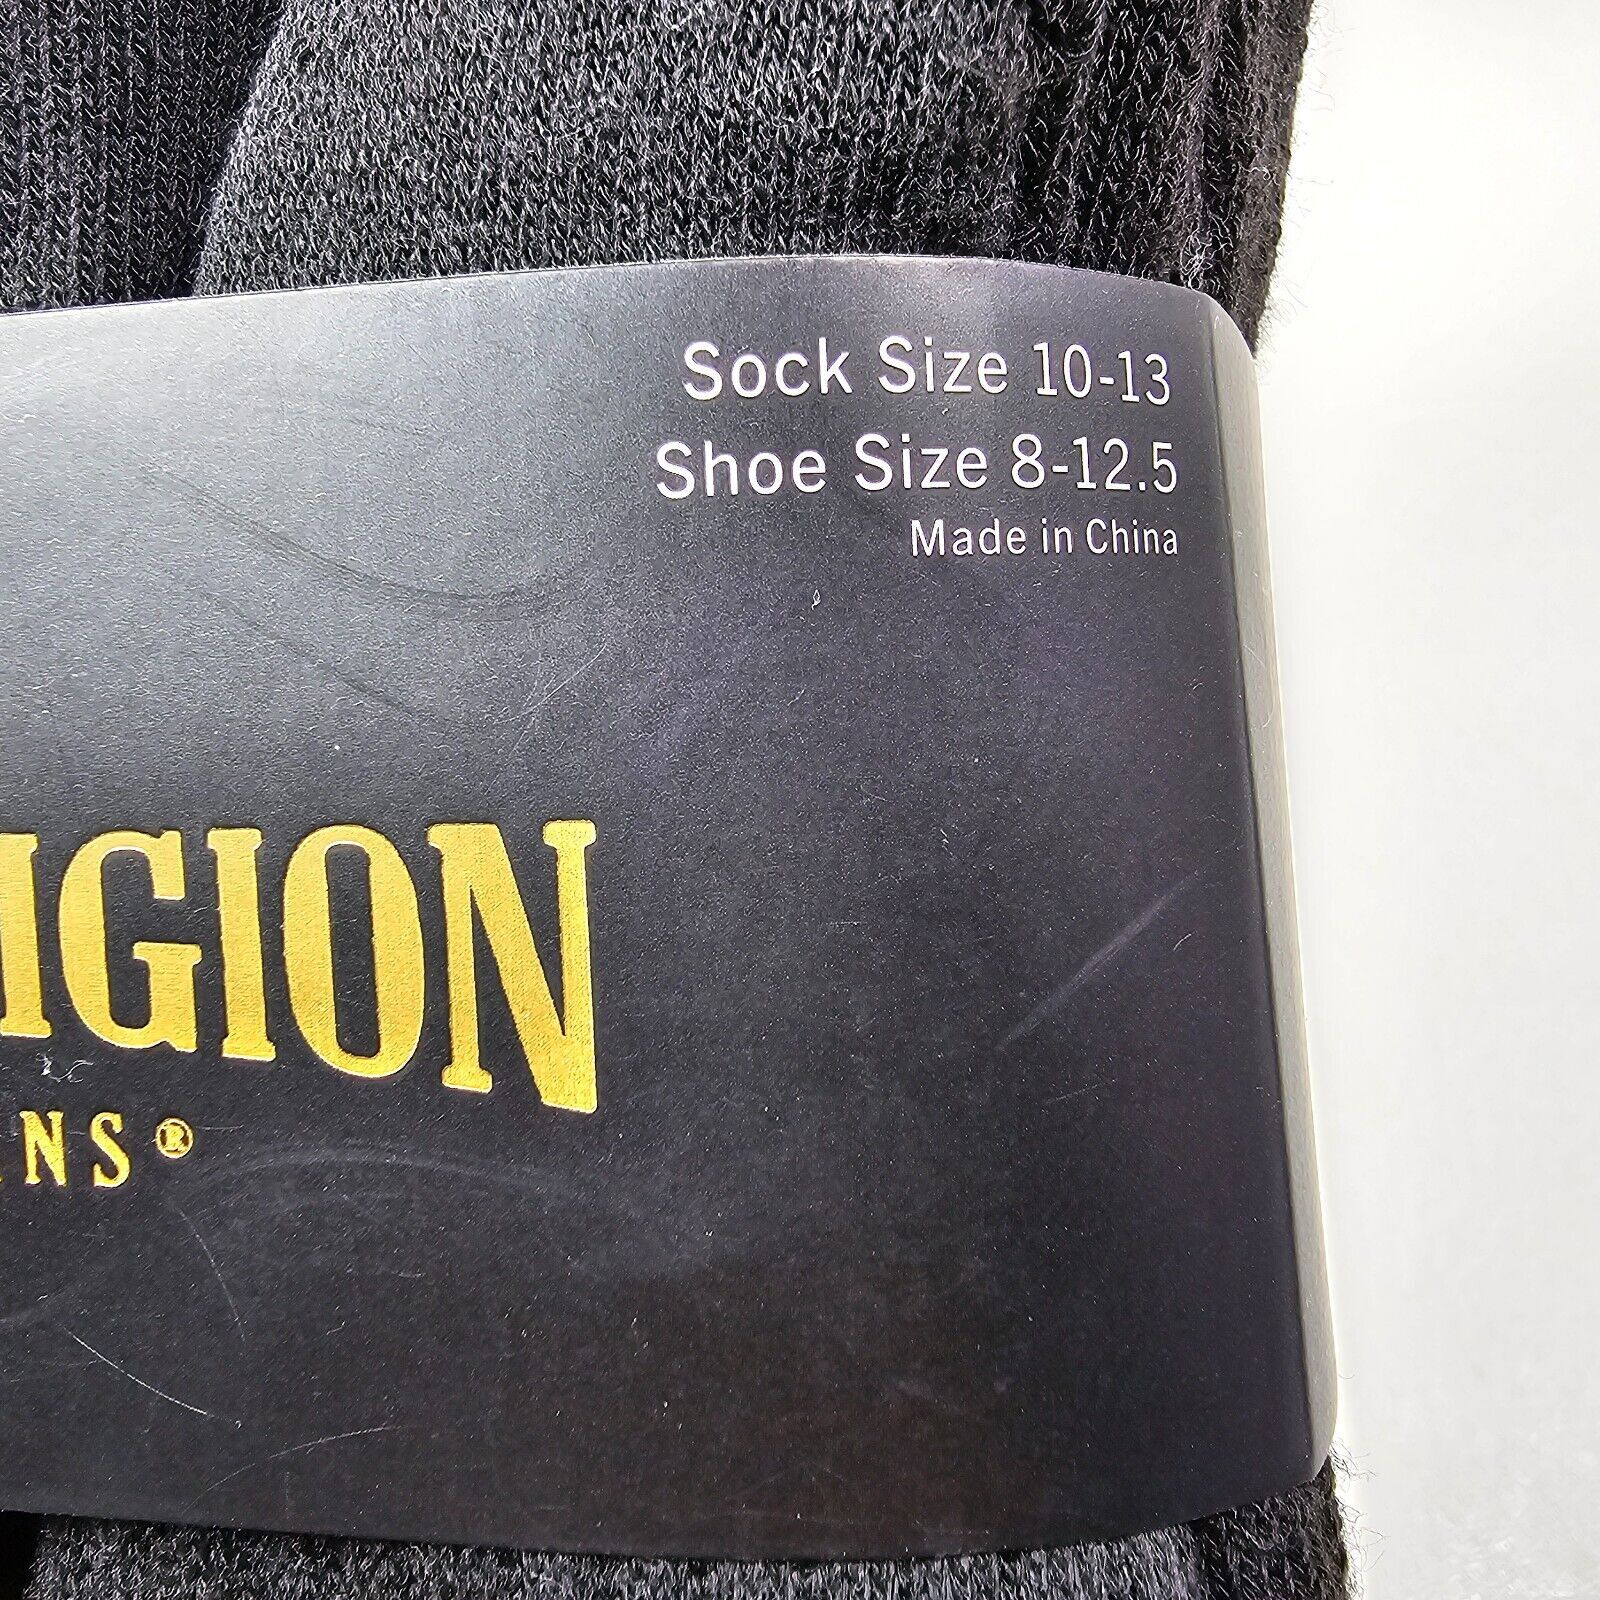 Sock Size 10-13
Shoe Size 8-12.5
Made in China
IGION
NS®